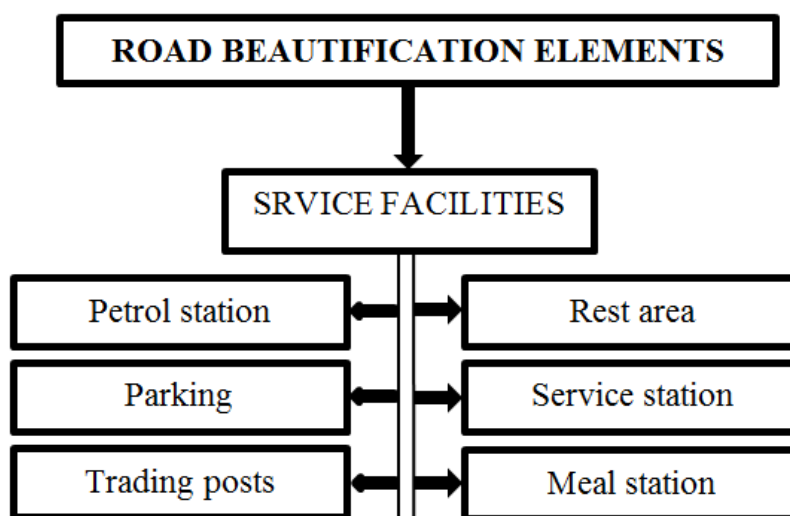 ROAD BEAUTIFICATION ELEMENTS
SRVICE FACILITIES
Petrol station
Rest area
Parking
Service station
Trading posts
Meal station